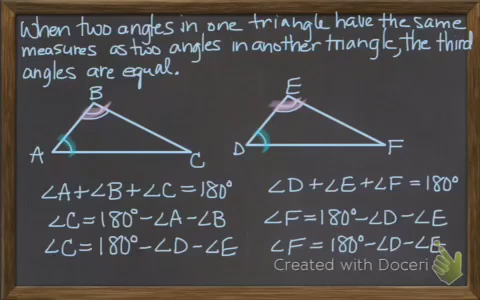 When two angles in one triangle have the same
measures as two angles in another triangle, the third
angles are equal.
B
E
A
C
D
F
∠A+∠B+∠C=180°
∠D+∠E+∠F=180°
∠C=180°-∠A-∠B
∠F=180°-∠D-∠E
∠C=180°-∠D-∠E
∠F=180°-∠D-∠E
Created with Doceri